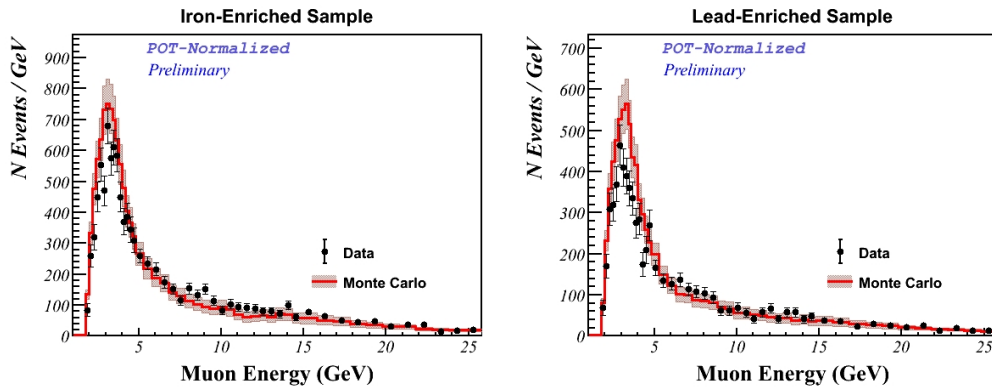 Iron-Enriched Sample
N Events / GeV
900
800
700
600
500
400
300
200
100
0
POT-Normalized
Preliminary
Data
Monte Carlo
5
10
15
20
25
Muon Energy (GeV)
Lead-Enriched Sample
N Events / GeV
700
600
500
400
300
200
100
0
POT-Normalized
Preliminary
Data
Monte Carlo
5
10
15
20
25
Muon Energy (GeV)